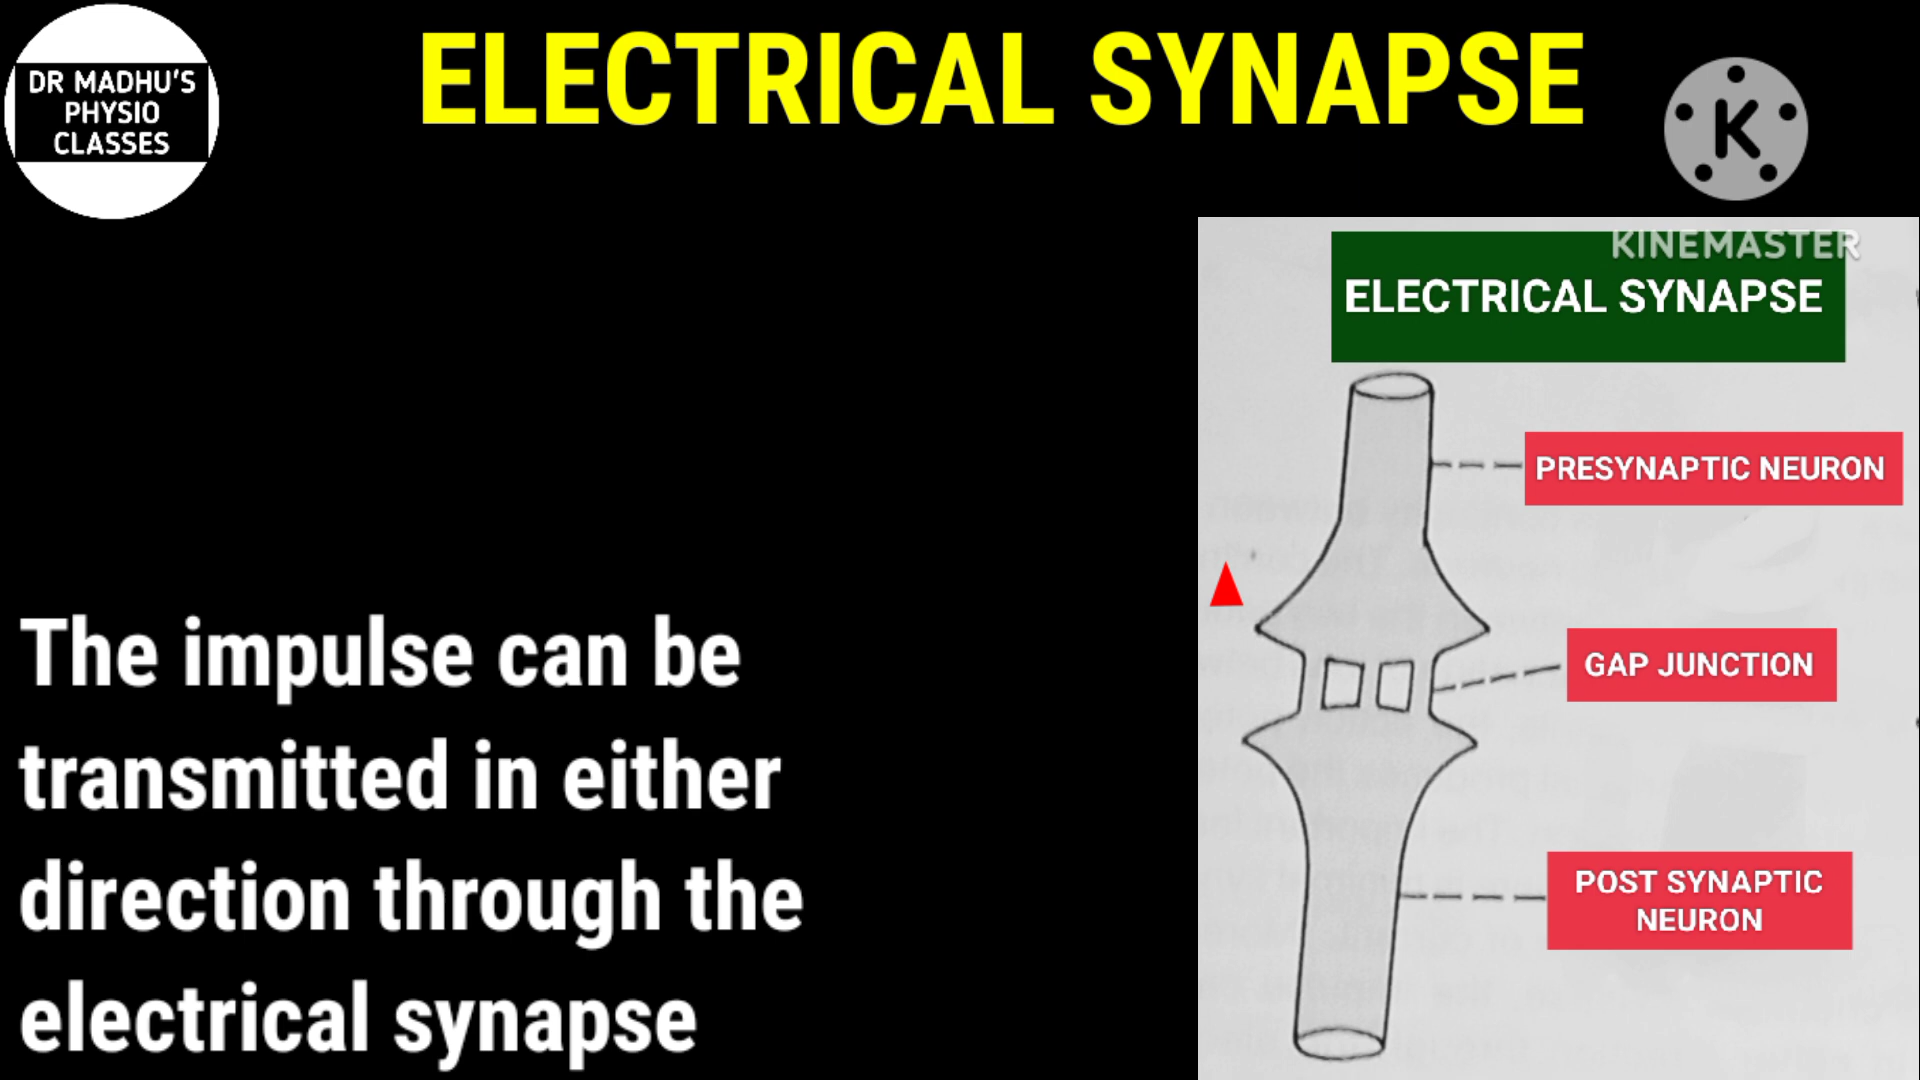 ELECTRICAL SYNAPSE
DR MADHU'S
PHYSIO
CLASSES
K
KINEMASTER
ELECTRICAL SYNAPSE
PRESYNAPTIC NEURON
GAP JUNCTION
POST SYNAPTIC
NEURON
The impulse can be
transmitted in either
direction through the
electrical synapse